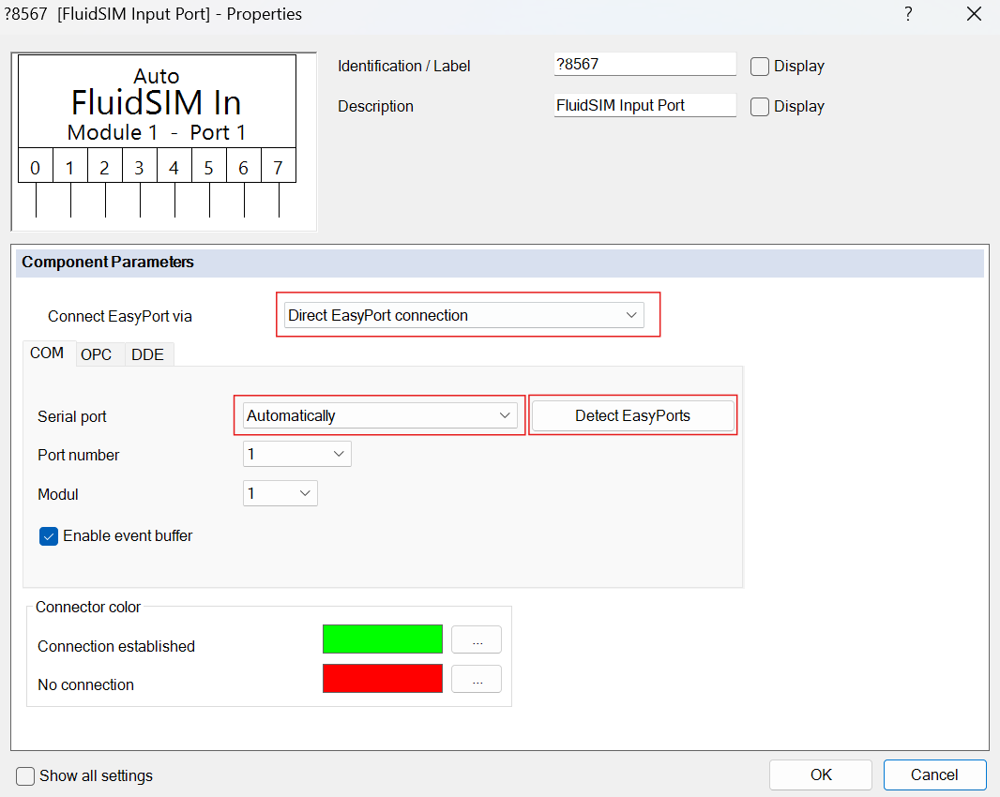 ?8567 [FluidSIM Input Port] - Properties ?
Auto
FluidSIM In
Module 1 - Port 1
0 1 2 3 4 5 6 7
Identification / Label ?8567 Display
Description FluidSIM Input Port Display
Component Parameters
Connect EasyPort via Direct EasyPort connection
COM OPC DDE
Serial port Automatically Detect EasyPorts
Port number 1
Modul 1
Enable event buffer
Connector color
Connection established ...
No connection ...
Show all settings OK Cancel